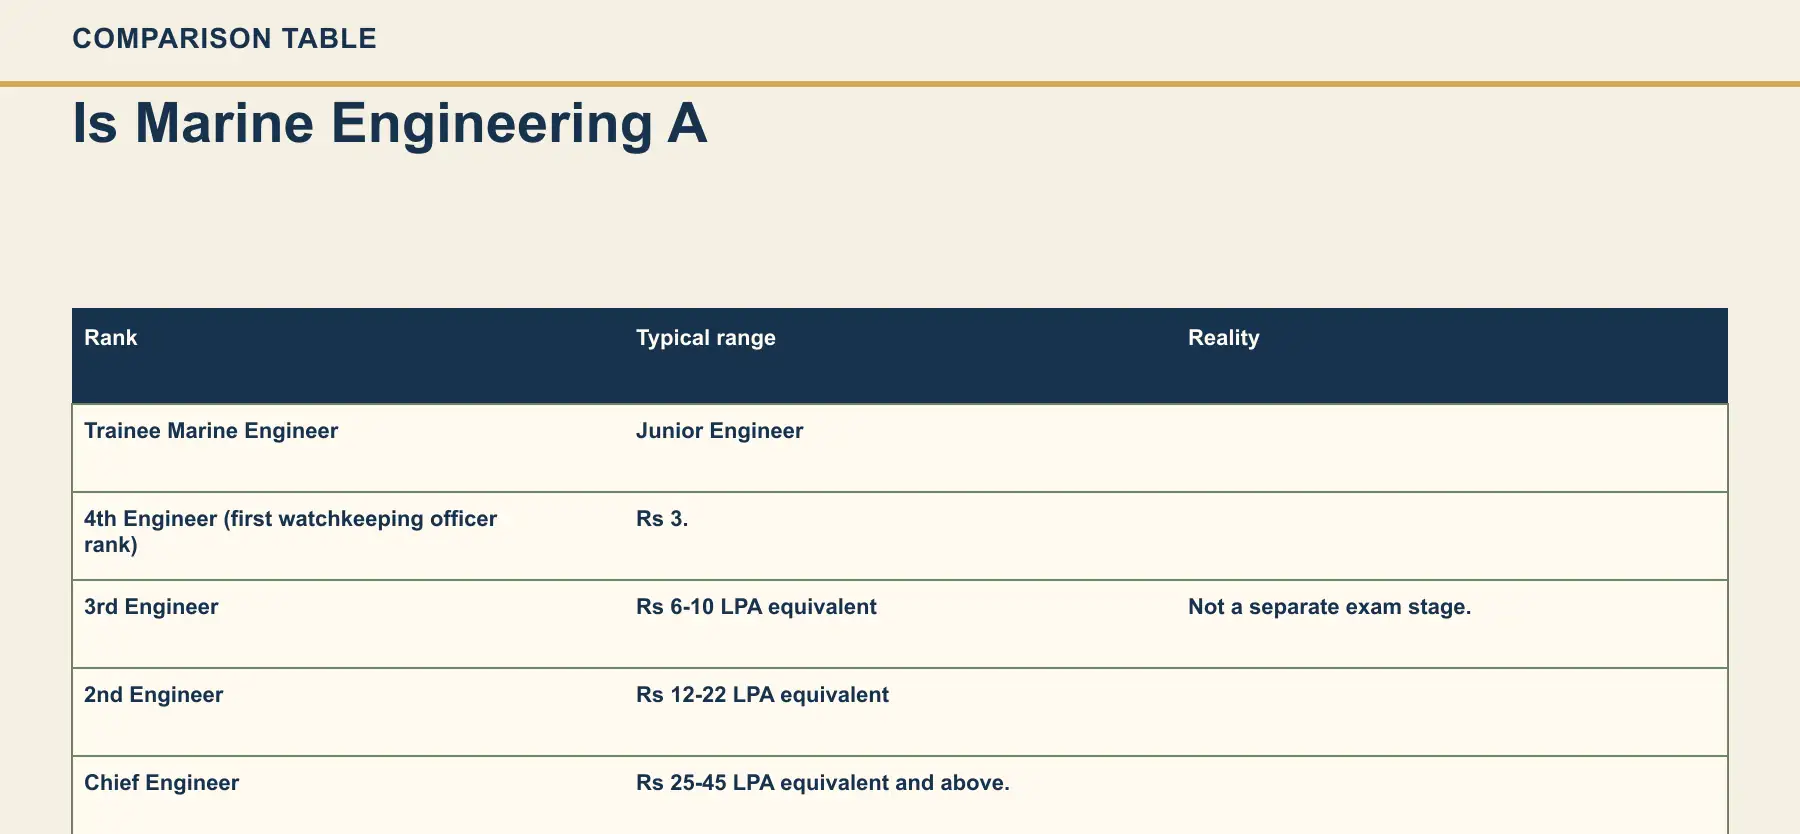 COMPARISON TABLE
Is Marine Engineering A
Rank Typical range Reality
Trainee Marine Engineer Junior Engineer
4th Engineer (first watchkeeping officer Rs 3.
rank)
3rd Engineer Rs 6-10 LPA equivalent Not a separate exam stage.
2nd Engineer Rs 12-22 LPA equivalent
Chief Engineer Rs 25-45 LPA equivalent and above.